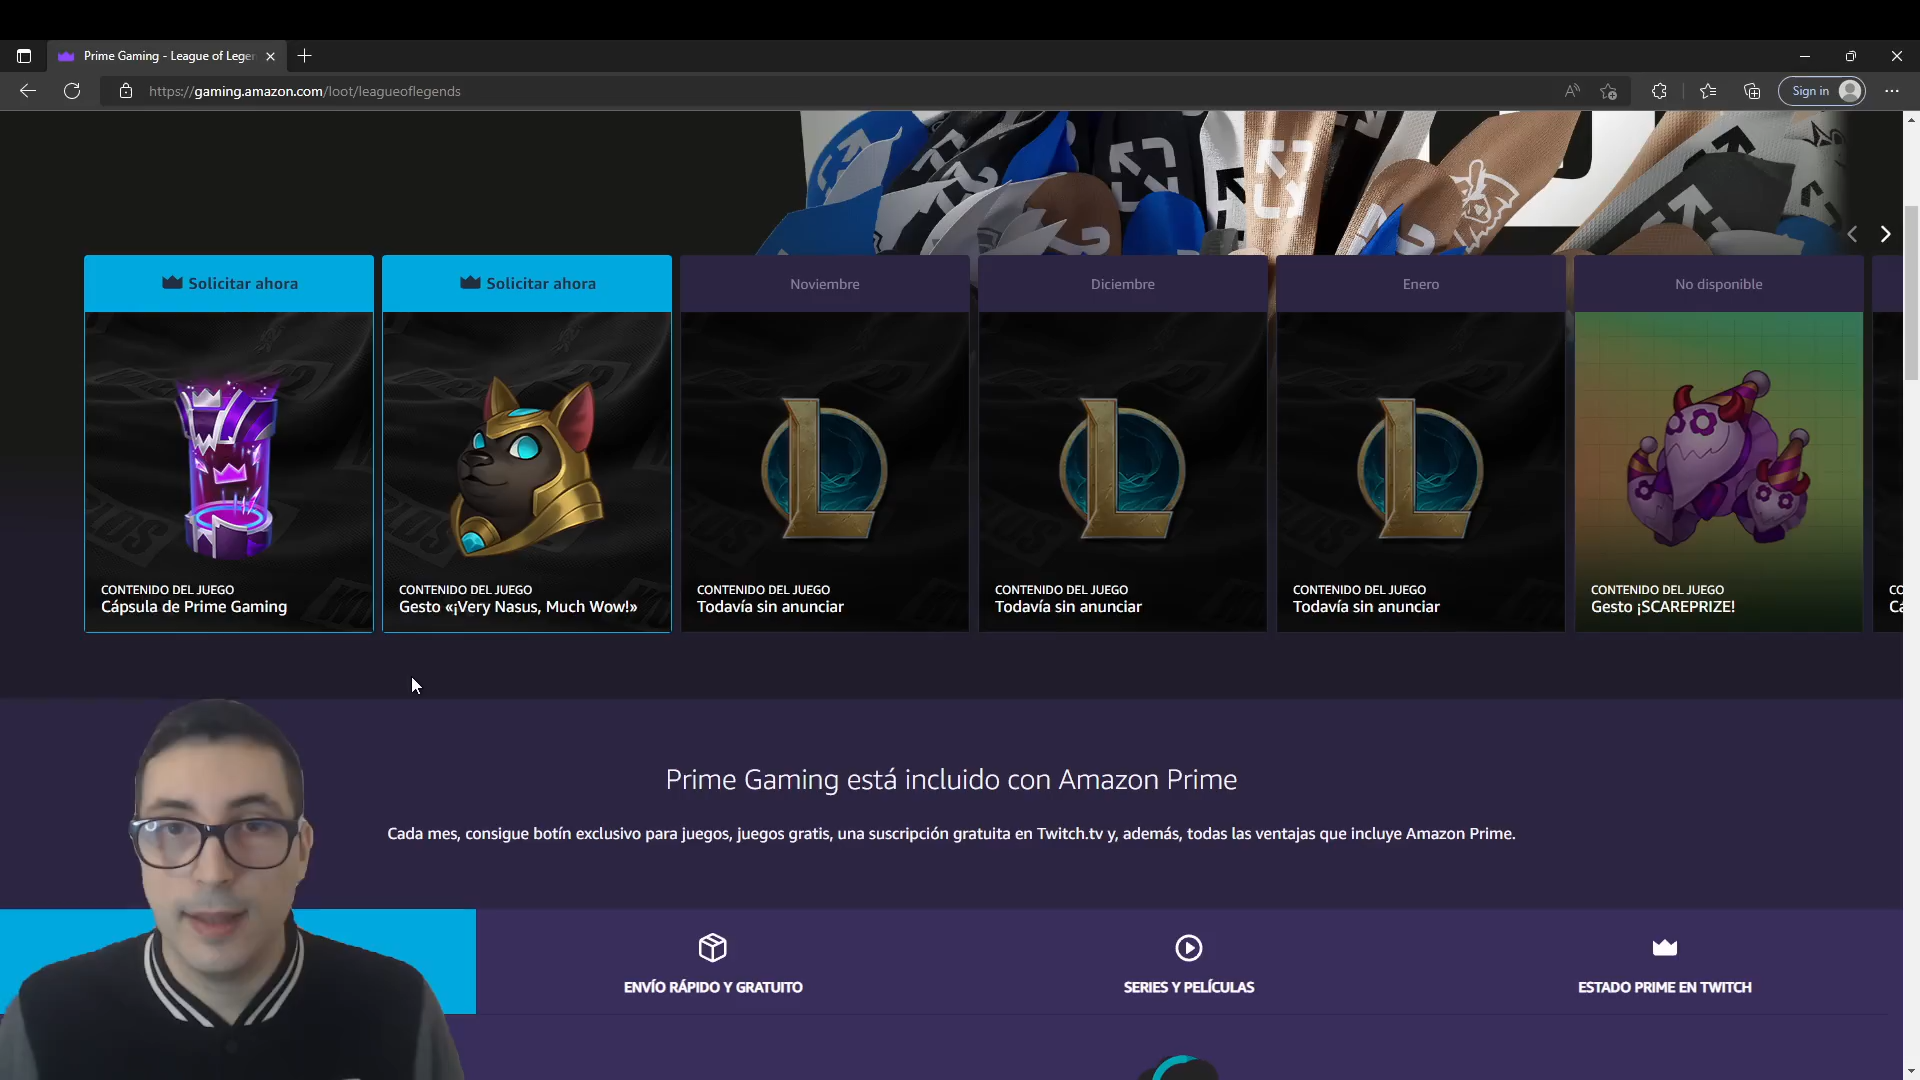 Prime Gaming - League of Leger
https://gaming.amazon.com/loot/leagueoflegends
Sign in
Solicitar ahora
Solicitar ahora
Noviembre
Diciembre
Enero
No disponible
CONTENIDO DEL JUEGO
Cápsula de Prime Gaming
CONTENIDO DEL JUEGO
Gesto «¡Very Nasus, Much Wow!»
CONTENIDO DEL JUEGO
Todavía sin anunciar
CONTENIDO DEL JUEGO
Todavía sin anunciar
CONTENIDO DEL JUEGO
Todavía sin anunciar
CONTENIDO DEL JUEGO
Gesto ¡SCAREPRIZE!
Prime Gaming está incluido con Amazon Prime
Cada mes, consigue botín exclusivo para juegos, juegos gratis, una suscripción gratuita en Twitch.tv y, además, todas las ventajas que incluye Amazon Prime.
ENVÍO RÁPIDO Y GRATUITO
SERIES Y PELÍCULAS
ESTADO PRIME EN TWITCH